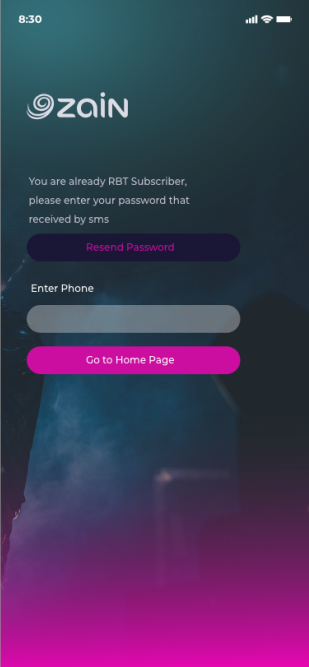 8:30
zain
You are already RBT Subscriber,
please enter your password that
received by sms
Resend Password
Enter Phone
Go to Home Page